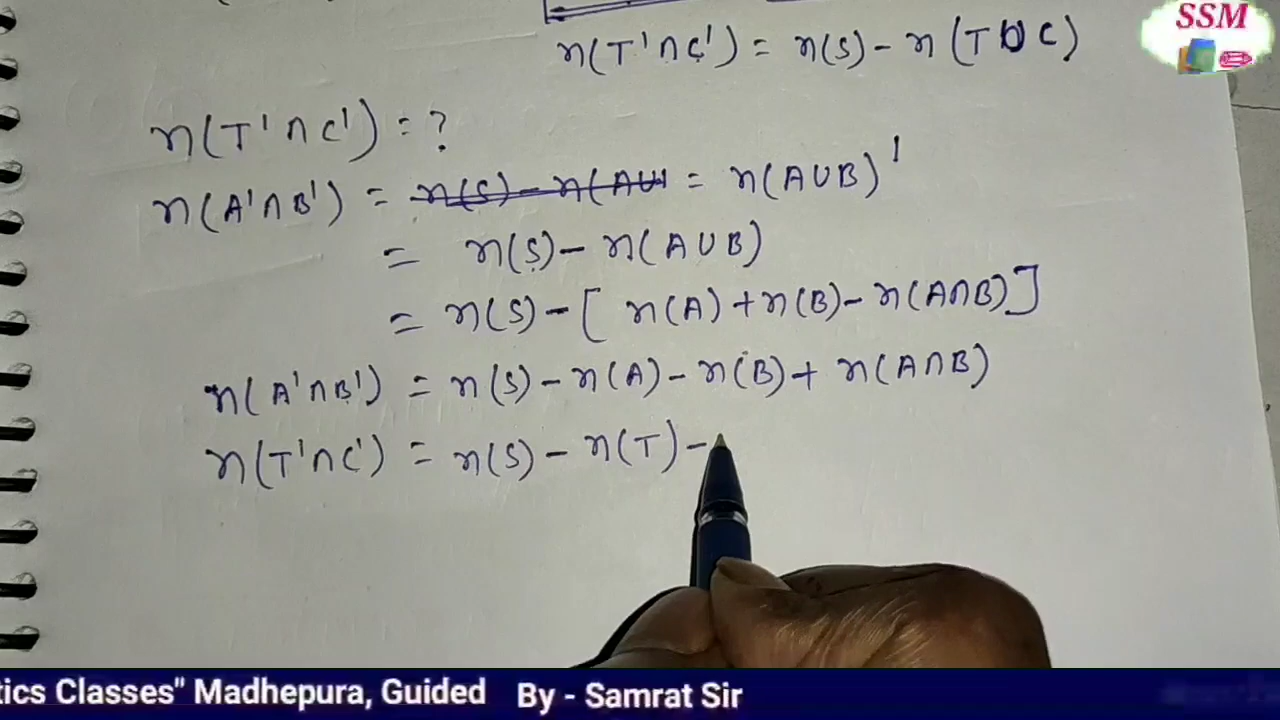 SSM
n(T'∩C') = n(S) - n(T∪C)
n(T'∩C') = ?
n(A'∩B') = n(S) - n(A∪ = n(A∪B)'
= n(S) - n(A∪B)
= n(S) - [ n(A) + n(B) - n(A∩B) ]
n(A'∩B') = n(S) - n(A) - n(B) + n(A∩B)
n(T'∩C') = n(S) - n(T) -
tics Classes" Madhepura, Guided By - Samrat Sir